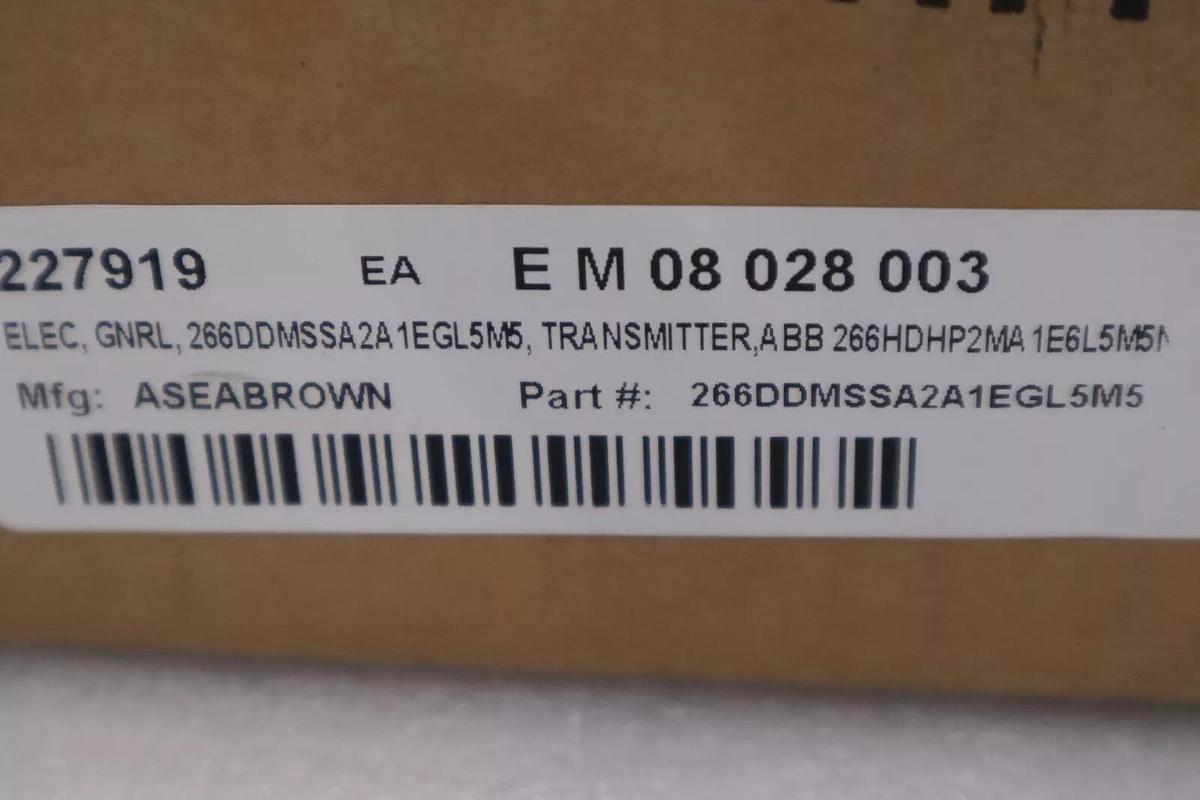 227919 EA E M 08 028 003
ELEC, GNRL, 266DDMSSA2A1EGL5M5, TRANSMITTER,ABB 266HDHP2MA1E6L5M5
Mfg: ASEABROWN Part #: 266DDMSSA2A1EGL5M5